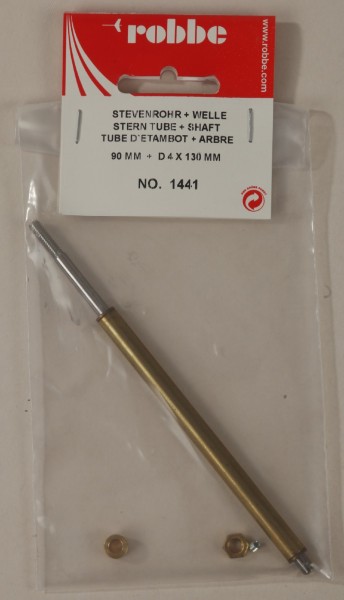 robbe
www.robbe.com
STEVENROHR + WELLE
STERN TUBE + SHAFT
TUBE D'ETAMBOT + ARBRE
90 MM + D 4 X 130 MM
NO. 1441